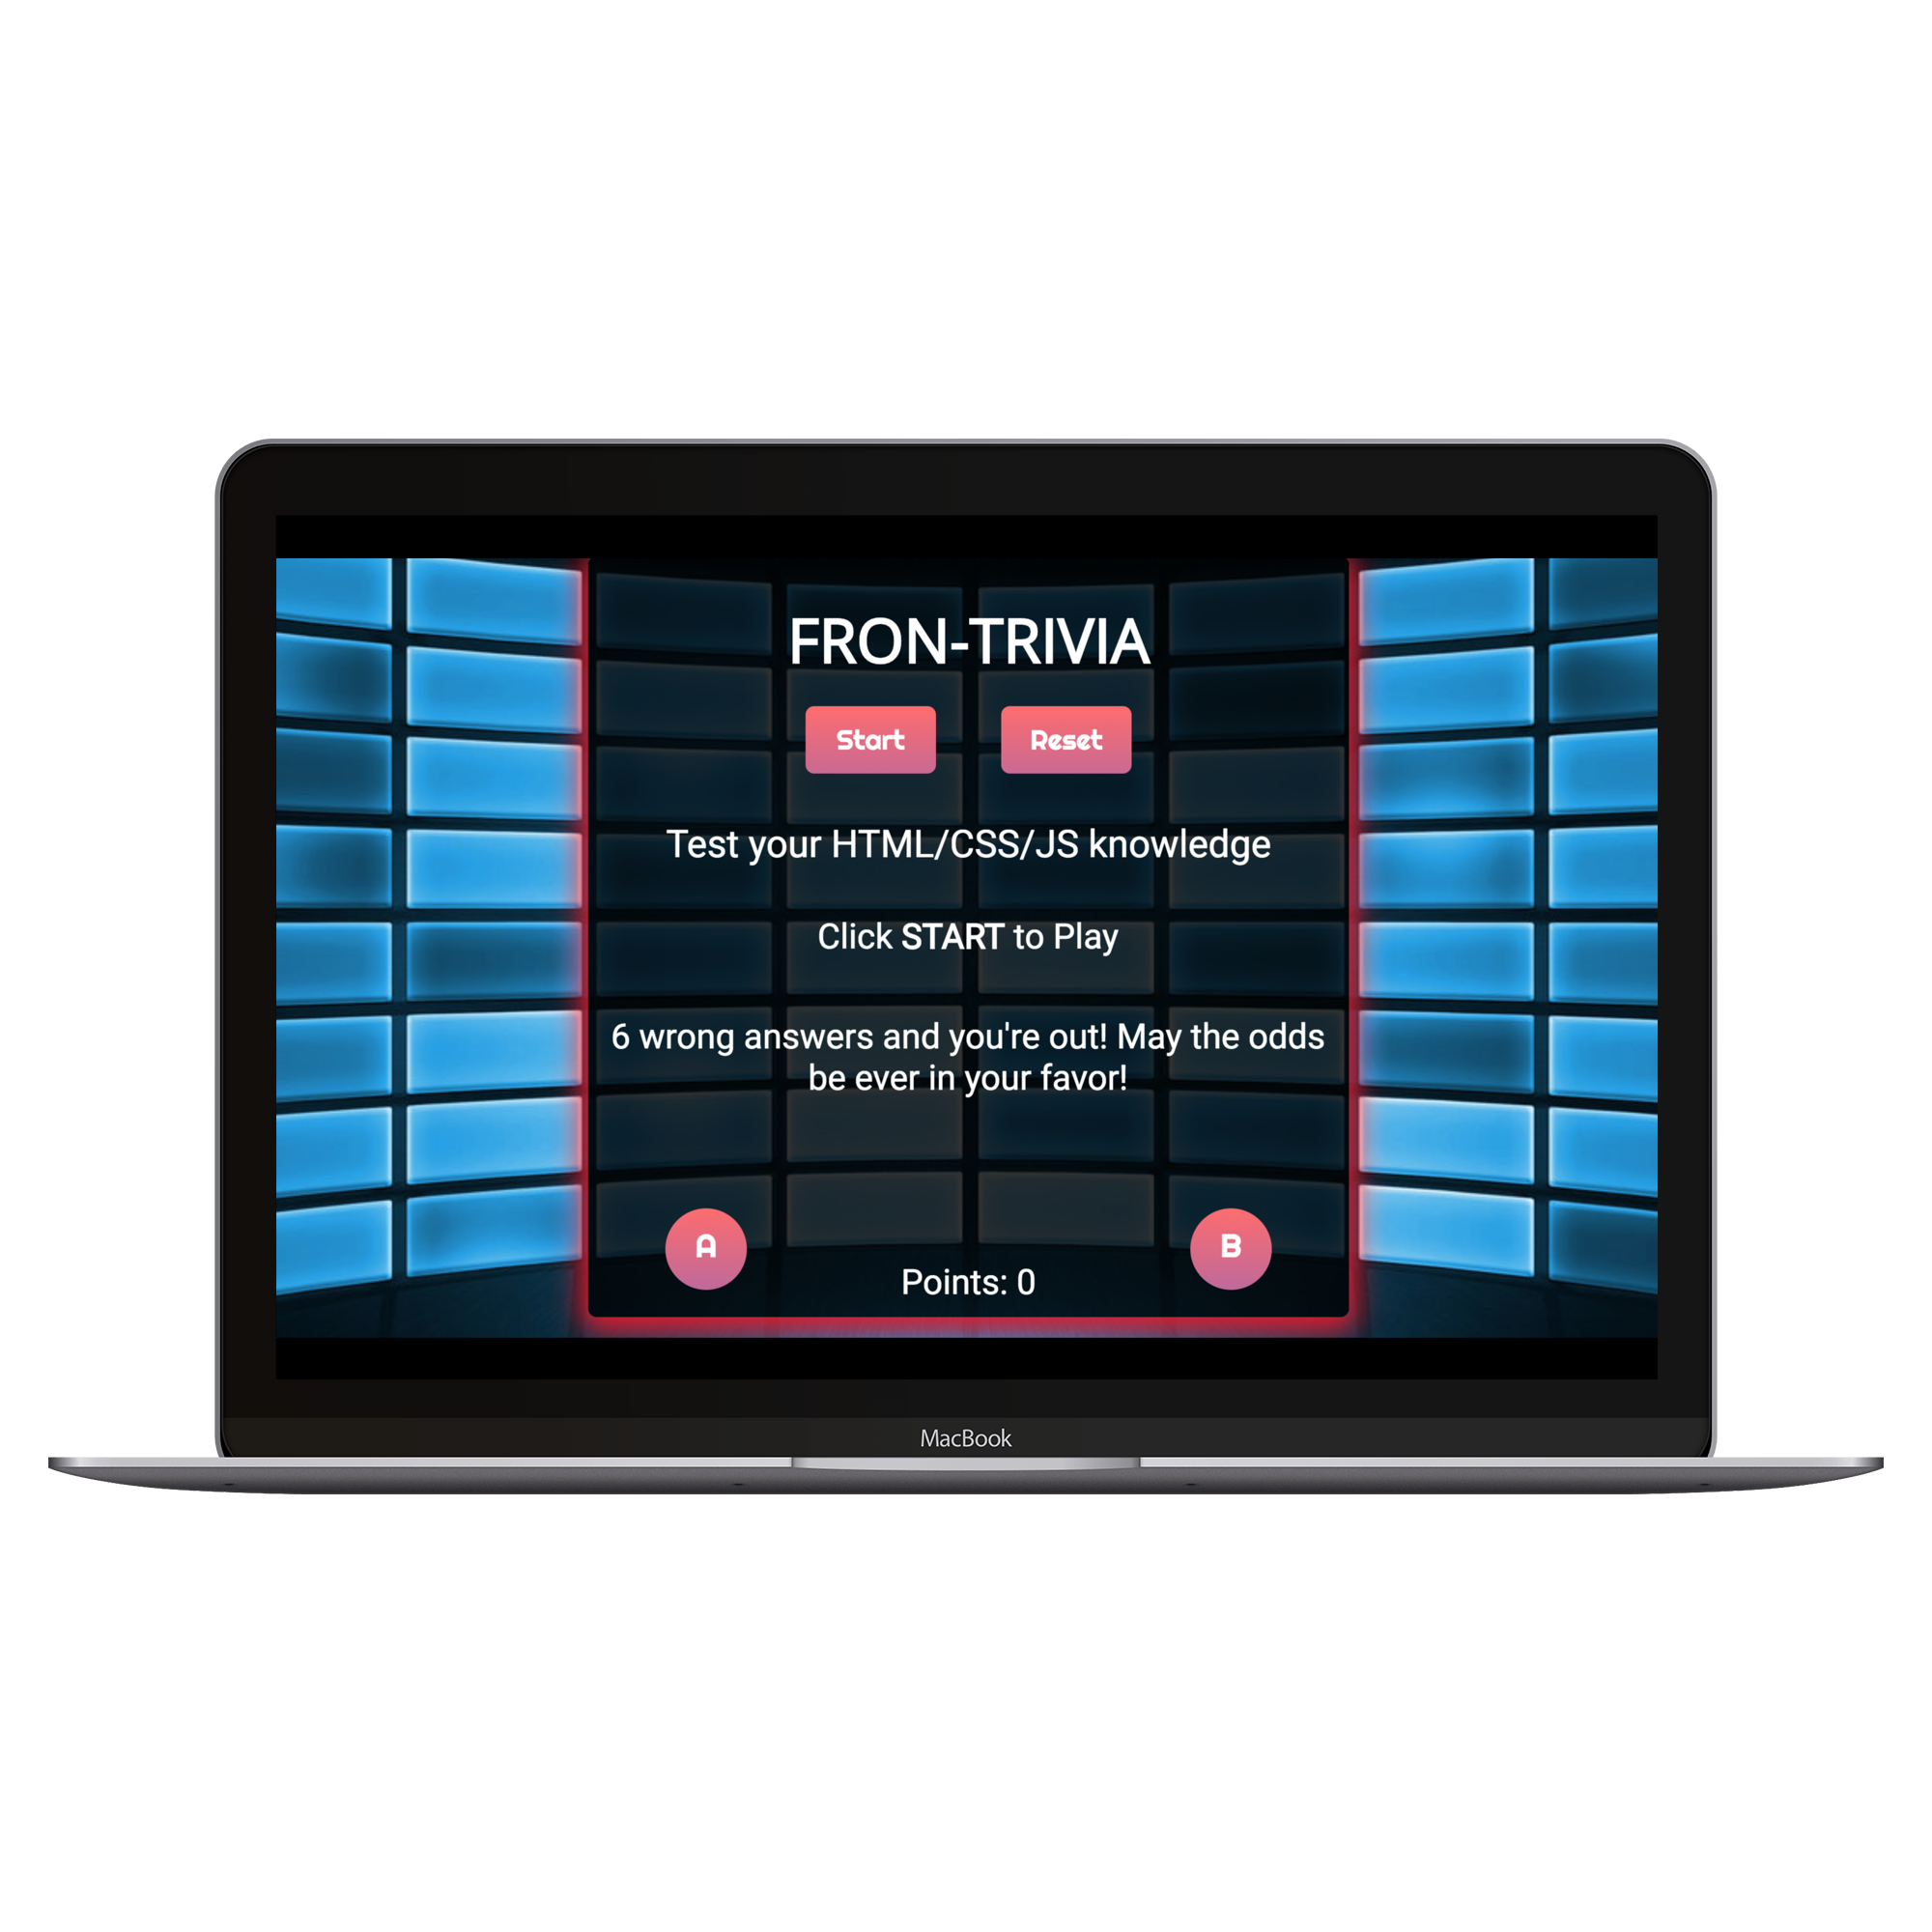 FRON-TRIVIA
Start Reset
Test your HTML/CSS/JS knowledge
Click START to Play
6 wrong answers and you're out! May the odds
be ever in your favor!
A B
Points: 0
MacBook